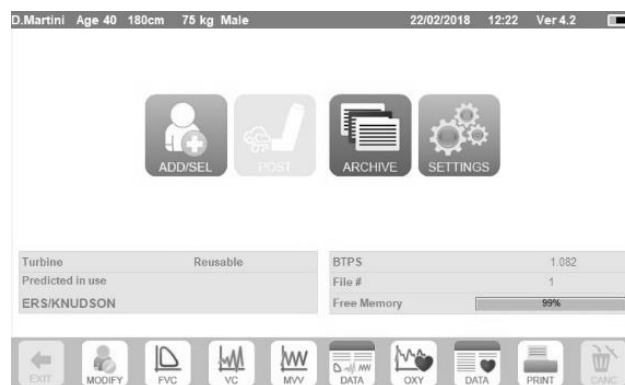 D.Martini Age 40 180cm 75 kg Male 22/02/2018 12:22 Ver 4.2
ADD/SEL POST ARCHIVE SETTINGS
Turbine Reusable
Predicted in use
ERS/KNUDSON
BTPS 1.082
File # 1
Free Memory 99%
EXIT MODIFY FVC VC MVV DATA OXY DATA PRINT CANC